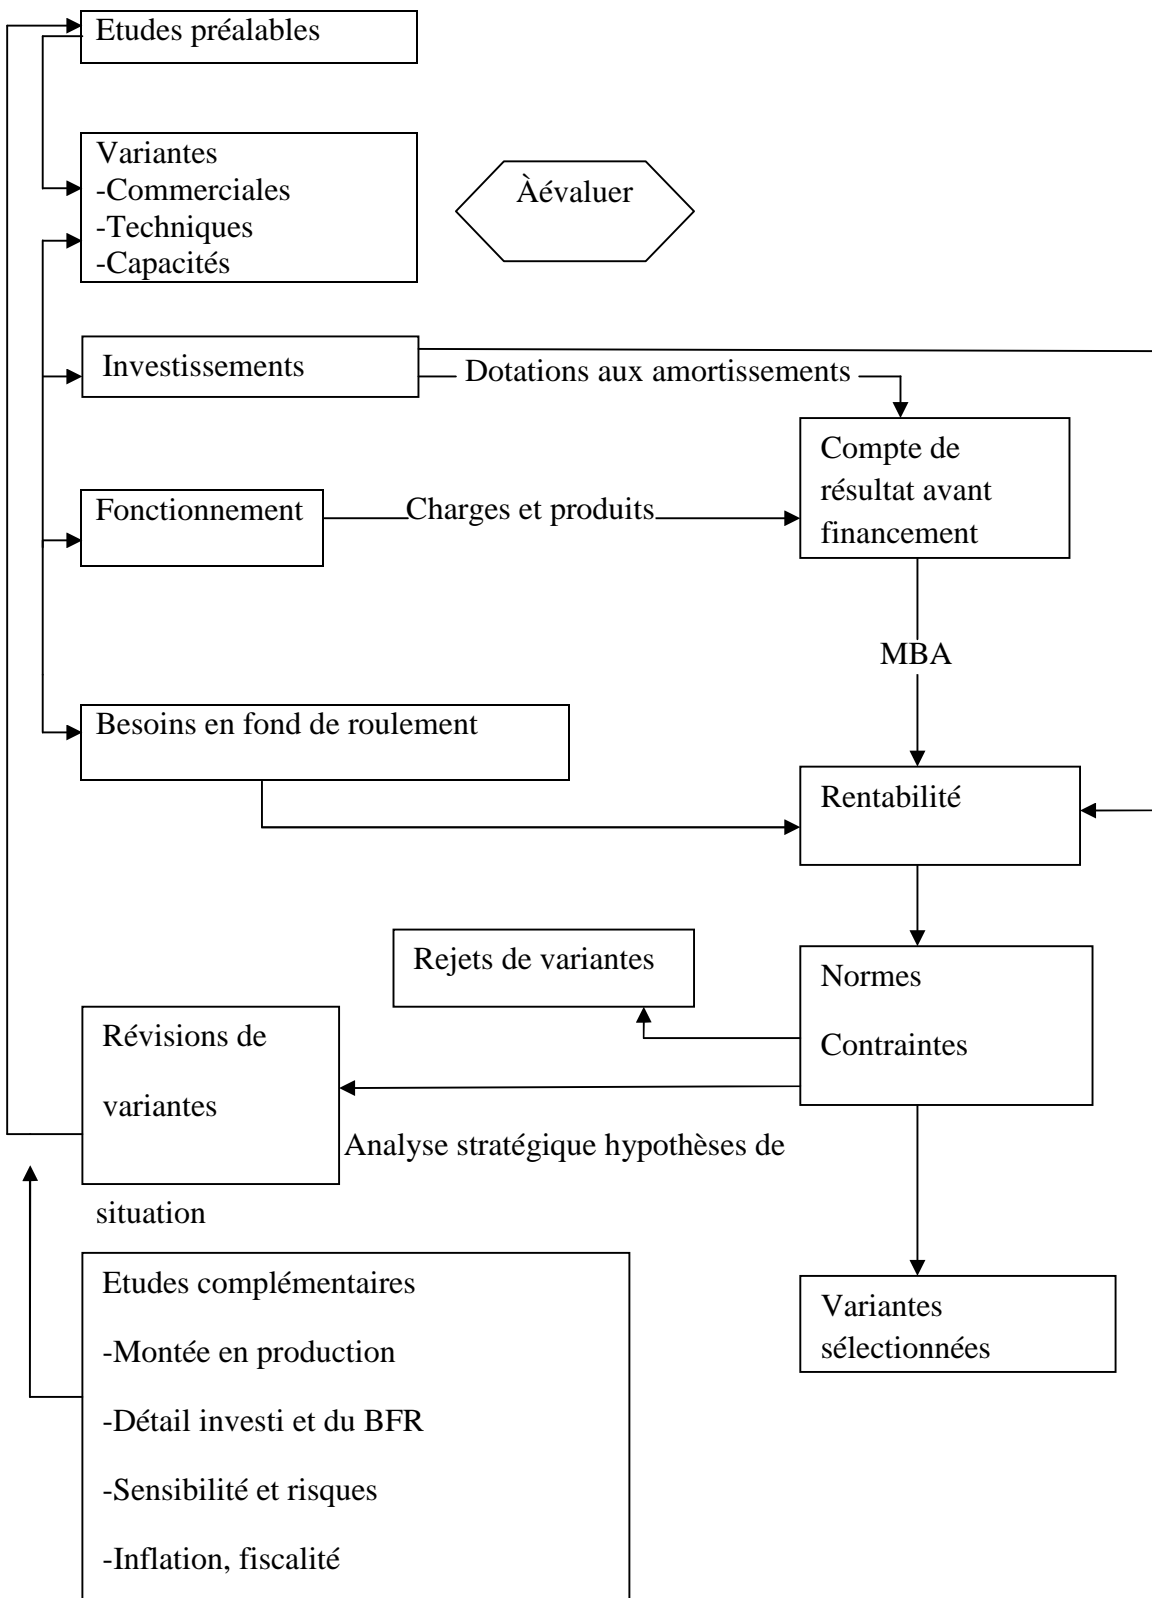 Etudes préalables
Variantes
-Commerciales
-Techniques
-Capacités
Àévaluer
Investissements
Dotations aux amortissements
Compte de
résultat avant
financement
Fonctionnement
Charges et produits
MBA
Besoins en fond de roulement
Rentabilité
Rejets de variantes
Normes
Contraintes
Révisions de
variantes
Analyse stratégique hypothèses de
situation
Etudes complémentaires
-Montée en production
-Détail investi et du BFR
-Sensibilité et risques
-Inflation, fiscalité
Variantes
sélectionnées